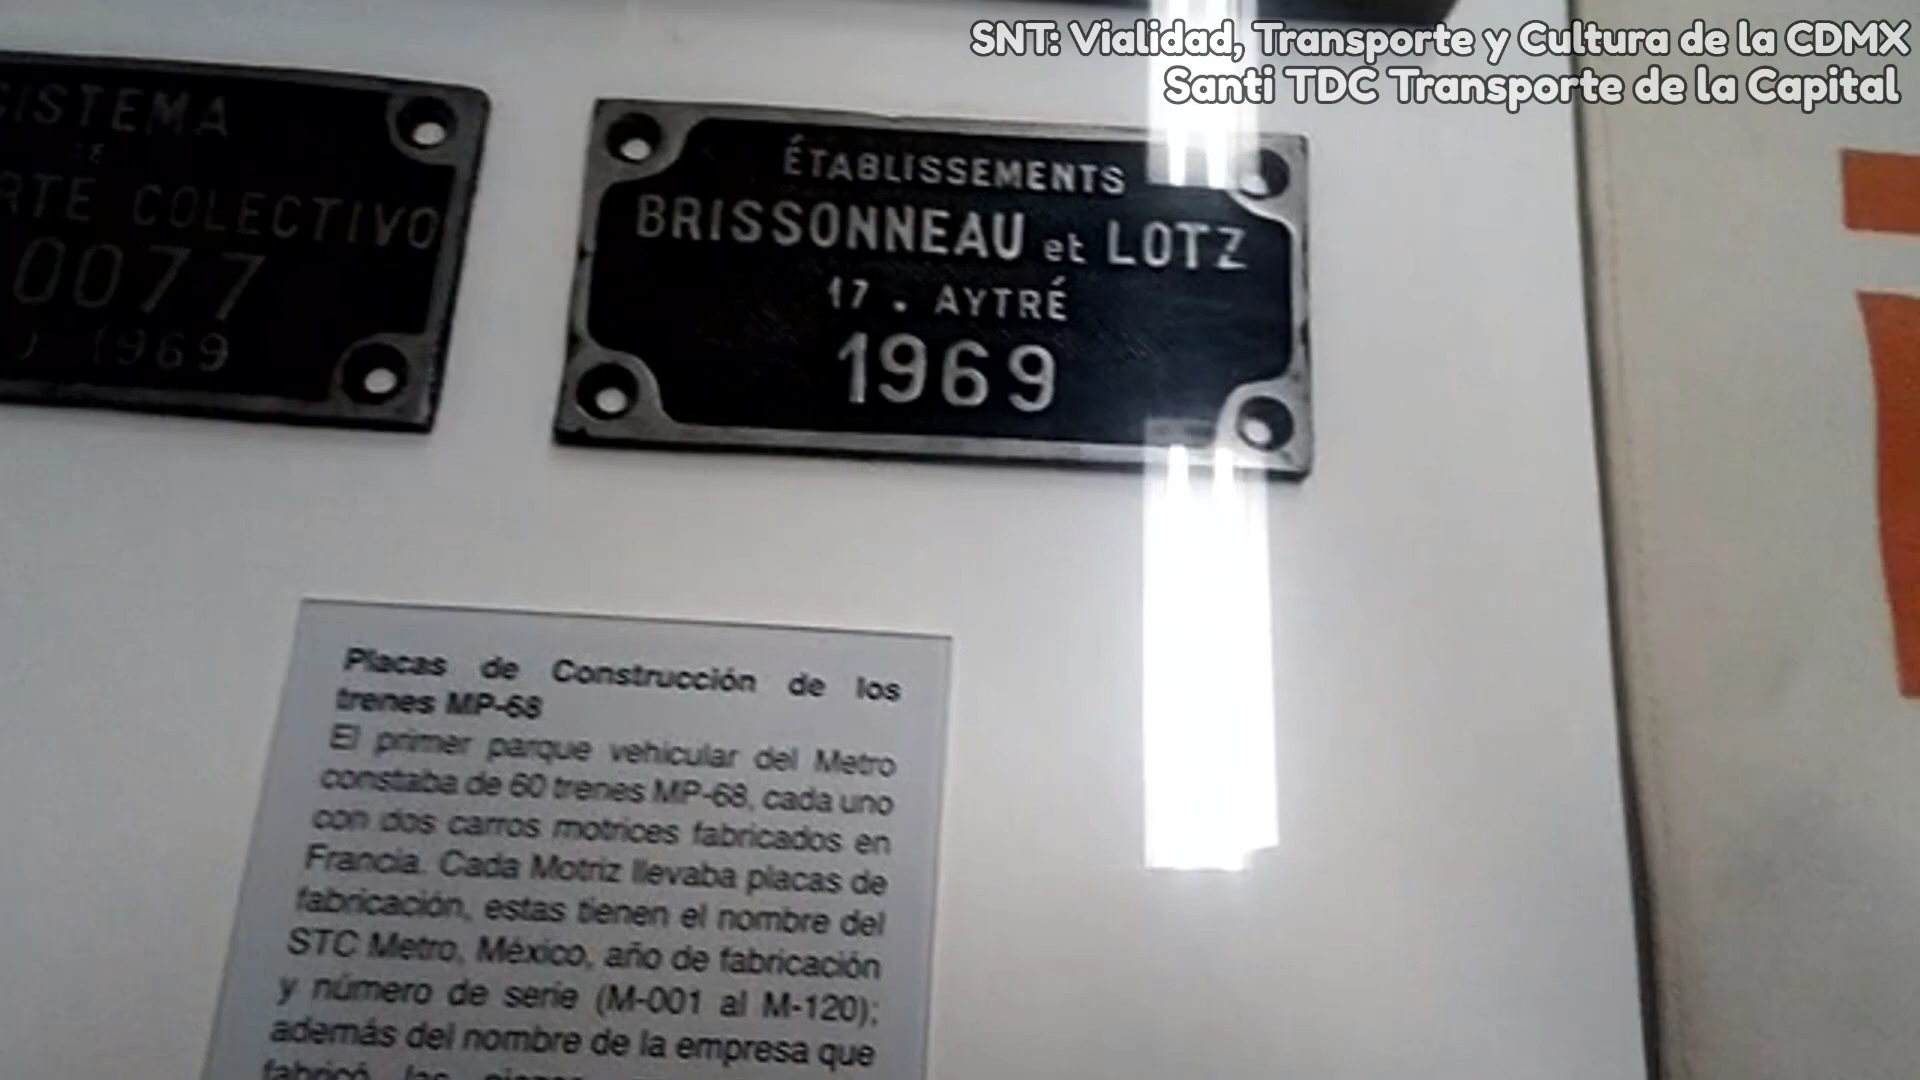 SNT: Vialidad, Transporte y Cultura de la CDMX
Santi TDC Transporte de la Capital
SISTEMA
DE
RTE COLECTIVO
0077
1969
ÉTABLISSEMENTS
BRISSONNEAU et LOTZ
17 . AYTRÉ
1969
Placas de Construcción de los
trenes MP-68
El primer parque vehicular del Metro
constaba de 60 trenes MP-68, cada uno
con dos carros motrices fabricados en
Francia. Cada Motriz llevaba placas de
fabricación, estas tienen el nombre del
STC Metro, México, año de fabricación
y número de serie (M-001 al M-120);
además del nombre de la empresa que
fabricó las